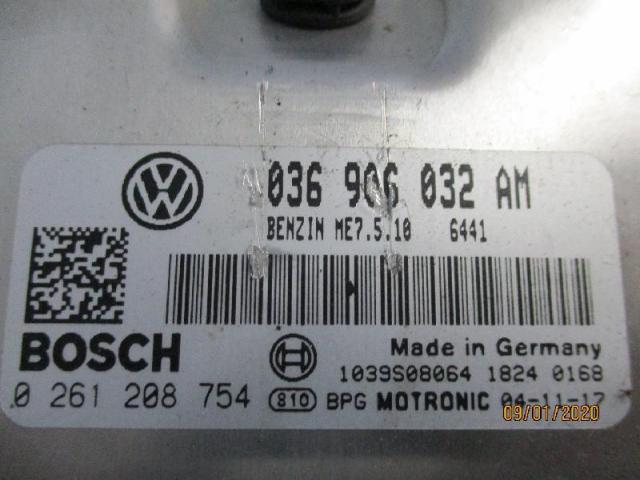 036 906 032 AM
BENZIN ME7.5.10 6441
BOSCH
Made in Germany
1039S08064 1824 0168
0 261 208 754
810 BPG MOTRONIC 04-11-17
09/01/2020